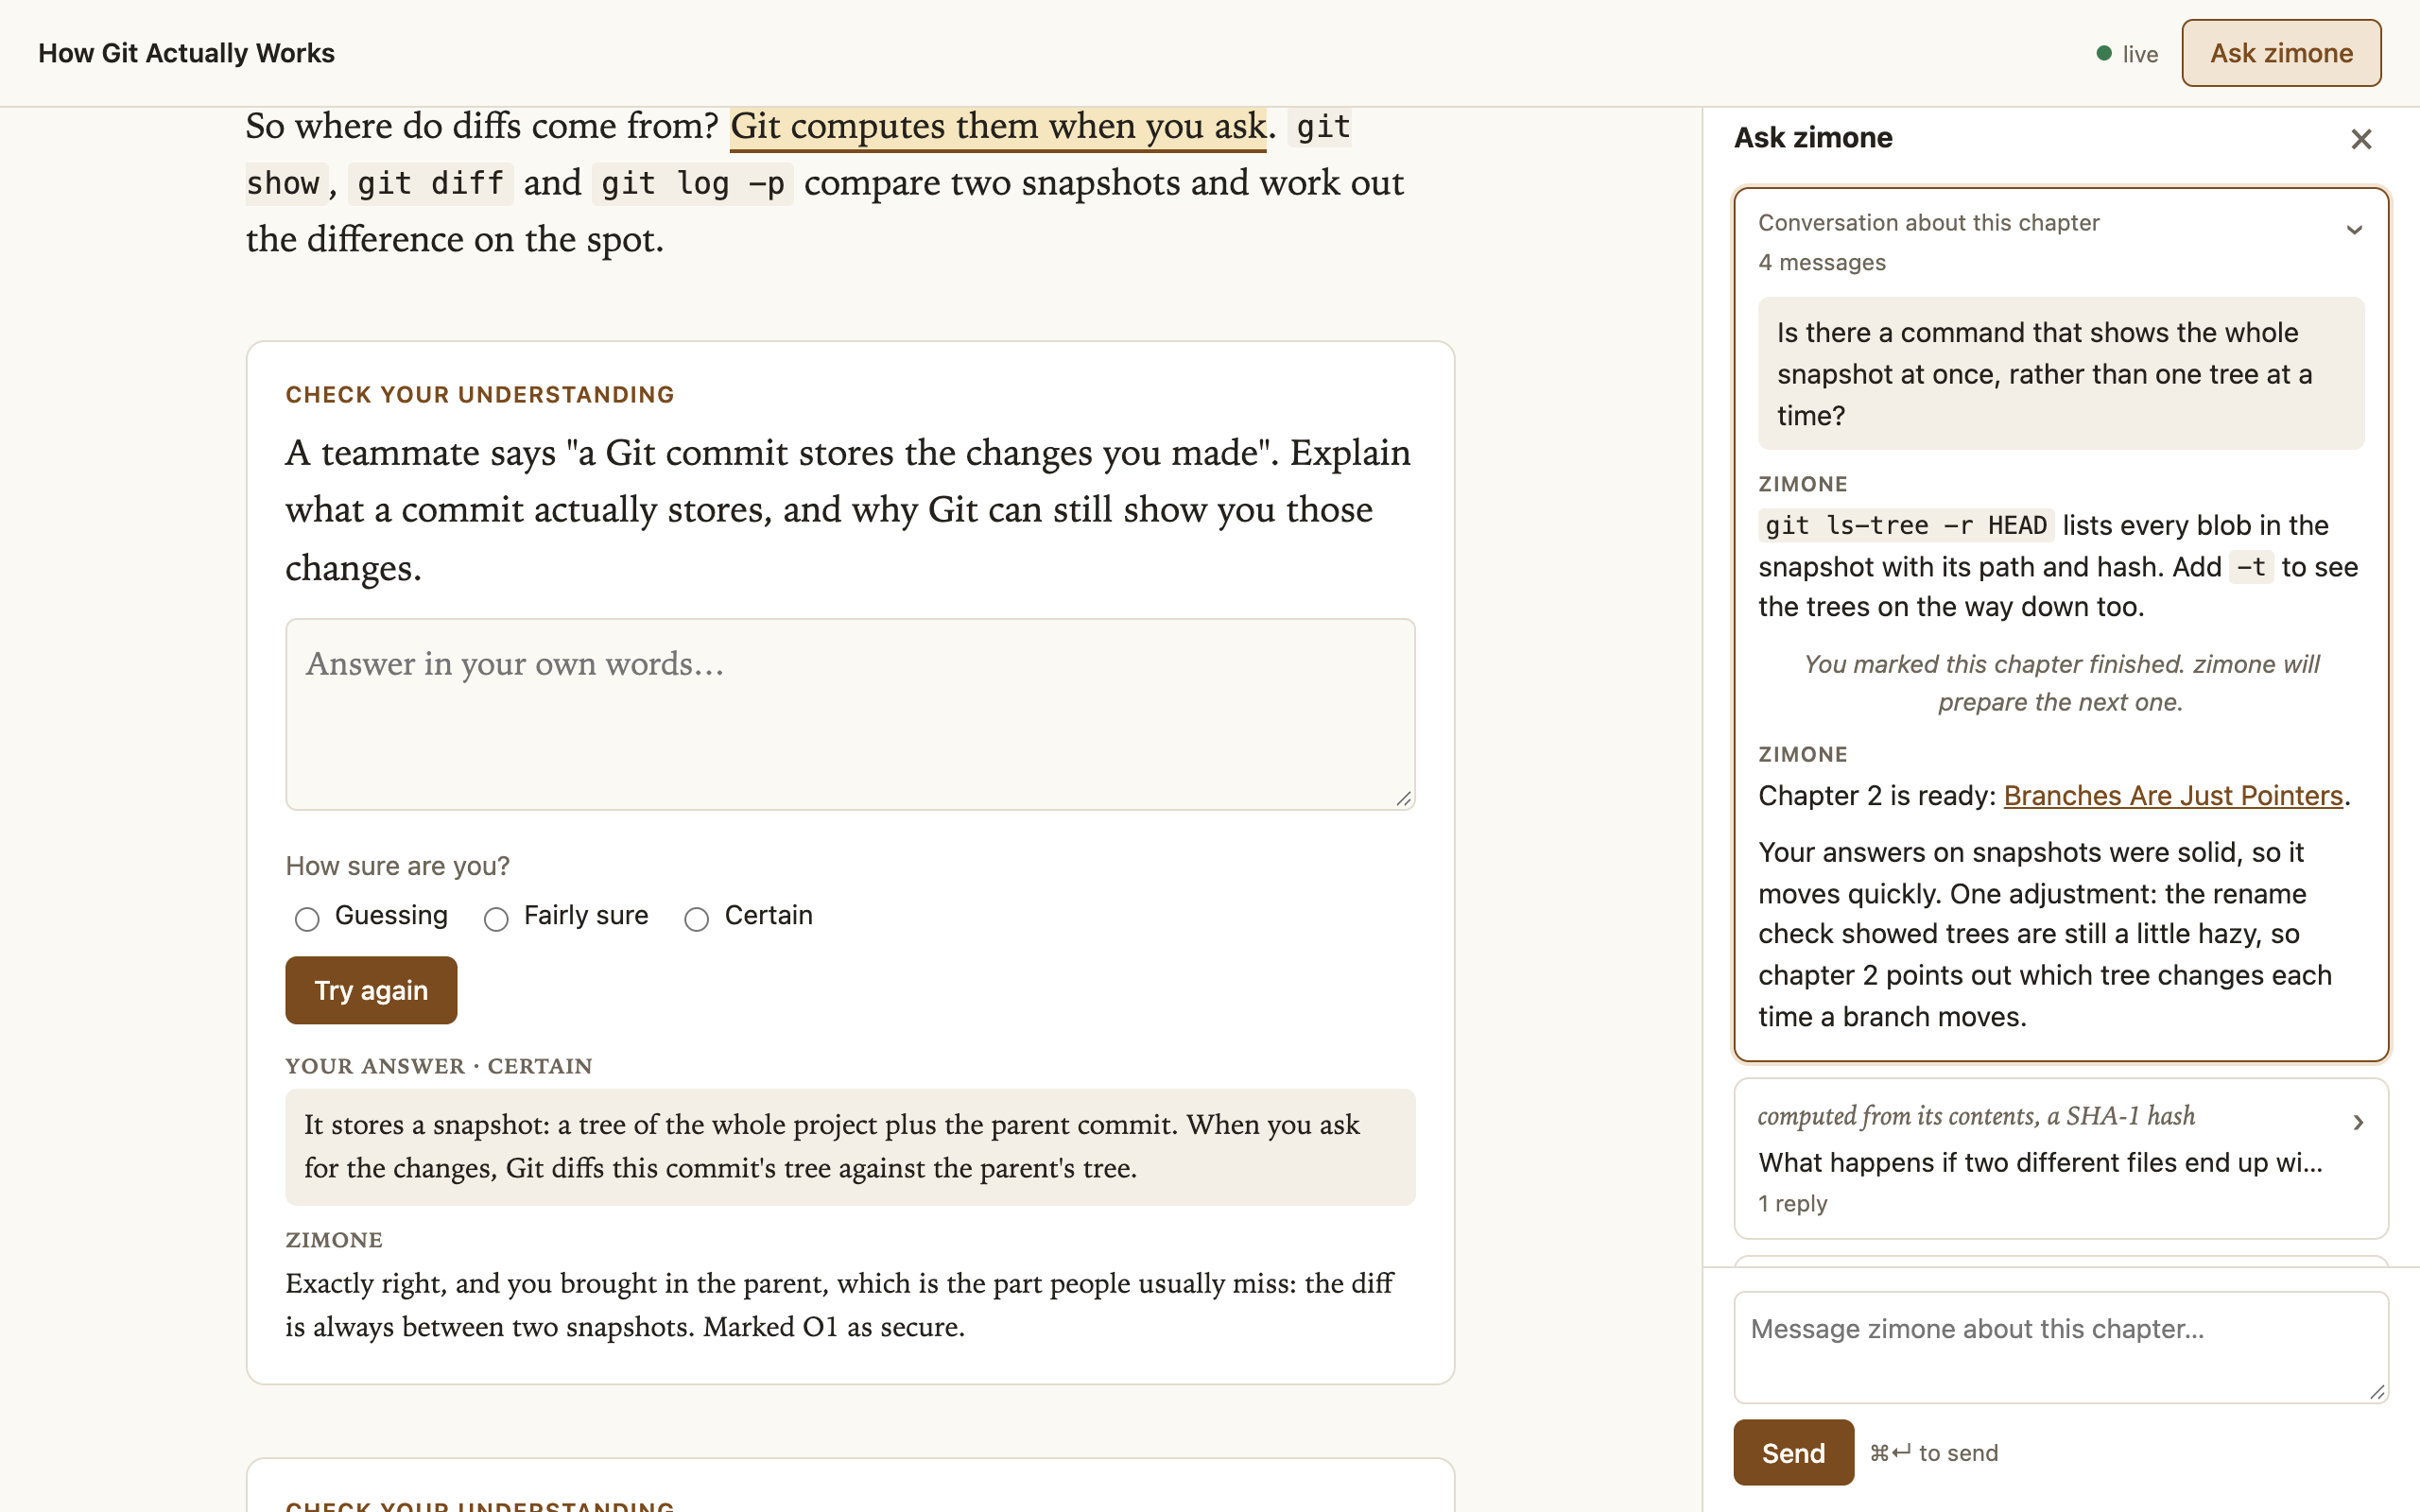 How Git Actually Works
live
Ask zimone
So where do diffs come from? Git computes them when you ask. git
show, git diff and git log -p compare two snapshots and work out
the difference on the spot.
CHECK YOUR UNDERSTANDING
A teammate says "a Git commit stores the changes you made". Explain
what a commit actually stores, and why Git can still show you those
changes.
Answer in your own words...
How sure are you?
Guessing
Fairly sure
Certain
Try again
YOUR ANSWER · CERTAIN
It stores a snapshot: a tree of the whole project plus the parent commit. When you ask
for the changes, Git diffs this commit's tree against the parent's tree.
ZIMONE
Exactly right, and you brought in the parent, which is the part people usually miss: the diff
is always between two snapshots. Marked O1 as secure.
CHECK YOUR UNDERSTANDING
Ask zimone
Conversation about this chapter
4 messages
Is there a command that shows the whole
snapshot at once, rather than one tree at a
time?
ZIMONE
git ls-tree -r HEAD lists every blob in the
snapshot with its path and hash. Add -t to see
the trees on the way down too.
You marked this chapter finished. zimone will
prepare the next one.
ZIMONE
Chapter 2 is ready: Branches Are Just Pointers.
Your answers on snapshots were solid, so it
moves quickly. One adjustment: the rename
check showed trees are still a little hazy, so
chapter 2 points out which tree changes each
time a branch moves.
computed from its contents, a SHA-1 hash
What happens if two different files end up wi...
1 reply
Message zimone about this chapter...
Send
⌘↵ to send